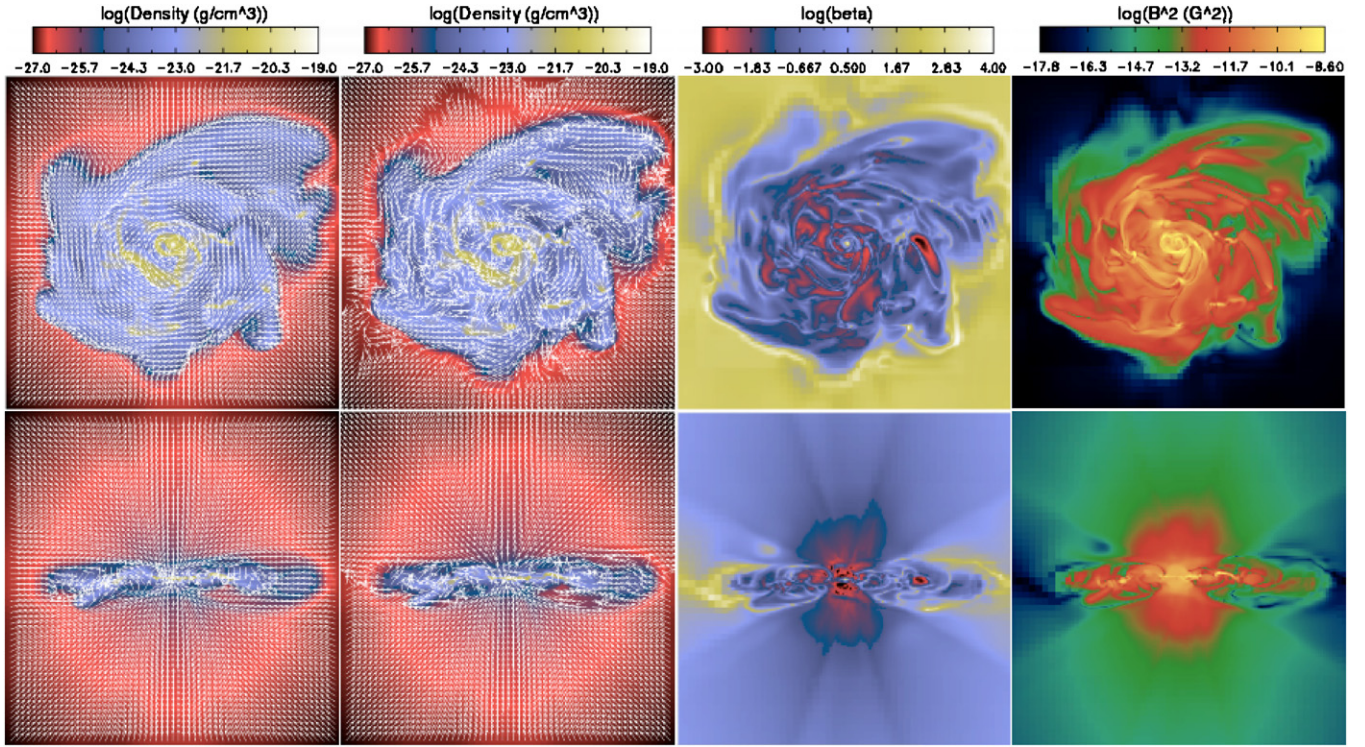 log(Density (g/cm^3)) log(Density (g/cm^3)) log(beta) log(B^2 (G^2))
-27.0 -25.7 -24.3 -23.0 -21.7 -20.3 -19.0 -27.0 -25.7 -24.3 -23.0 -21.7 -20.3 -19.0 -3.00 -1.83 -0.667 0.500 1.67 2.83 4.00 -17.8 -16.3 -14.7 -13.2 -11.7 -10.1 -8.60